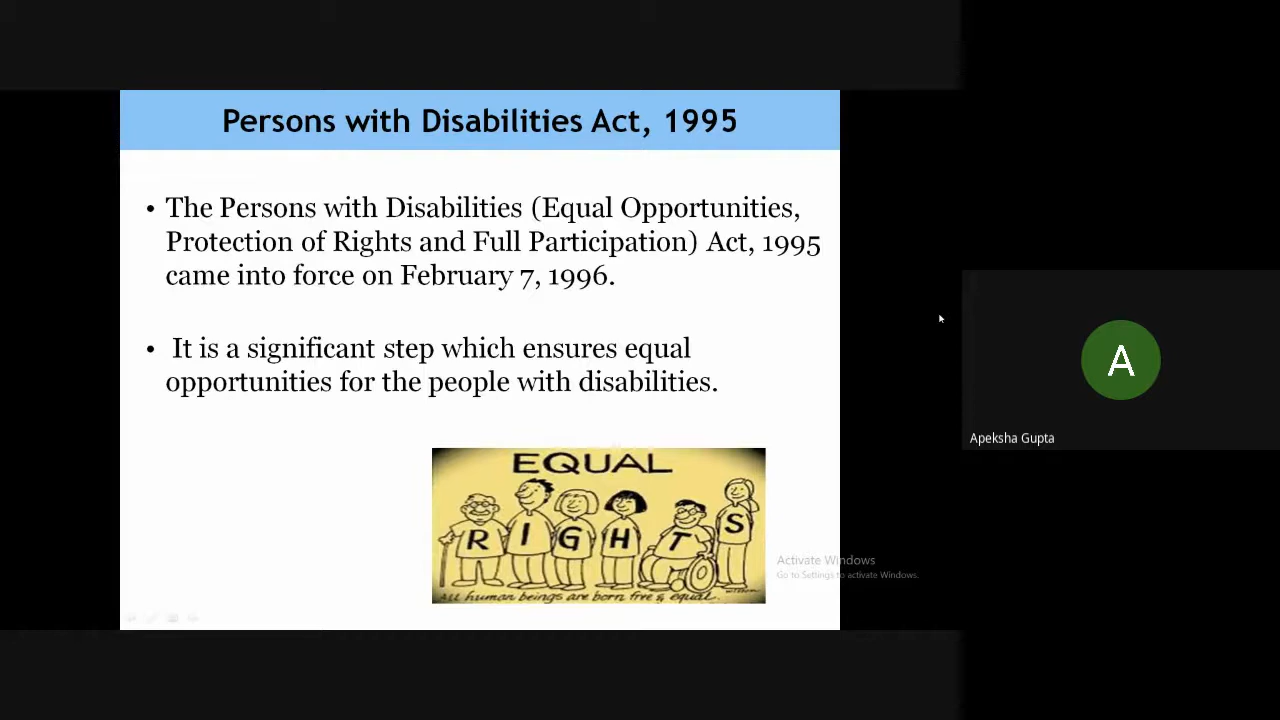 Persons with Disabilities Act, 1995
• The Persons with Disabilities (Equal Opportunities,
Protection of Rights and Full Participation) Act, 1995
came into force on February 7, 1996.
• It is a significant step which ensures equal
opportunities for the people with disabilities.
EQUAL
RIGHTS
All human beings are born free & equal.
Activate Windows
Go to Settings to activate Windows.
A
Apeksha Gupta